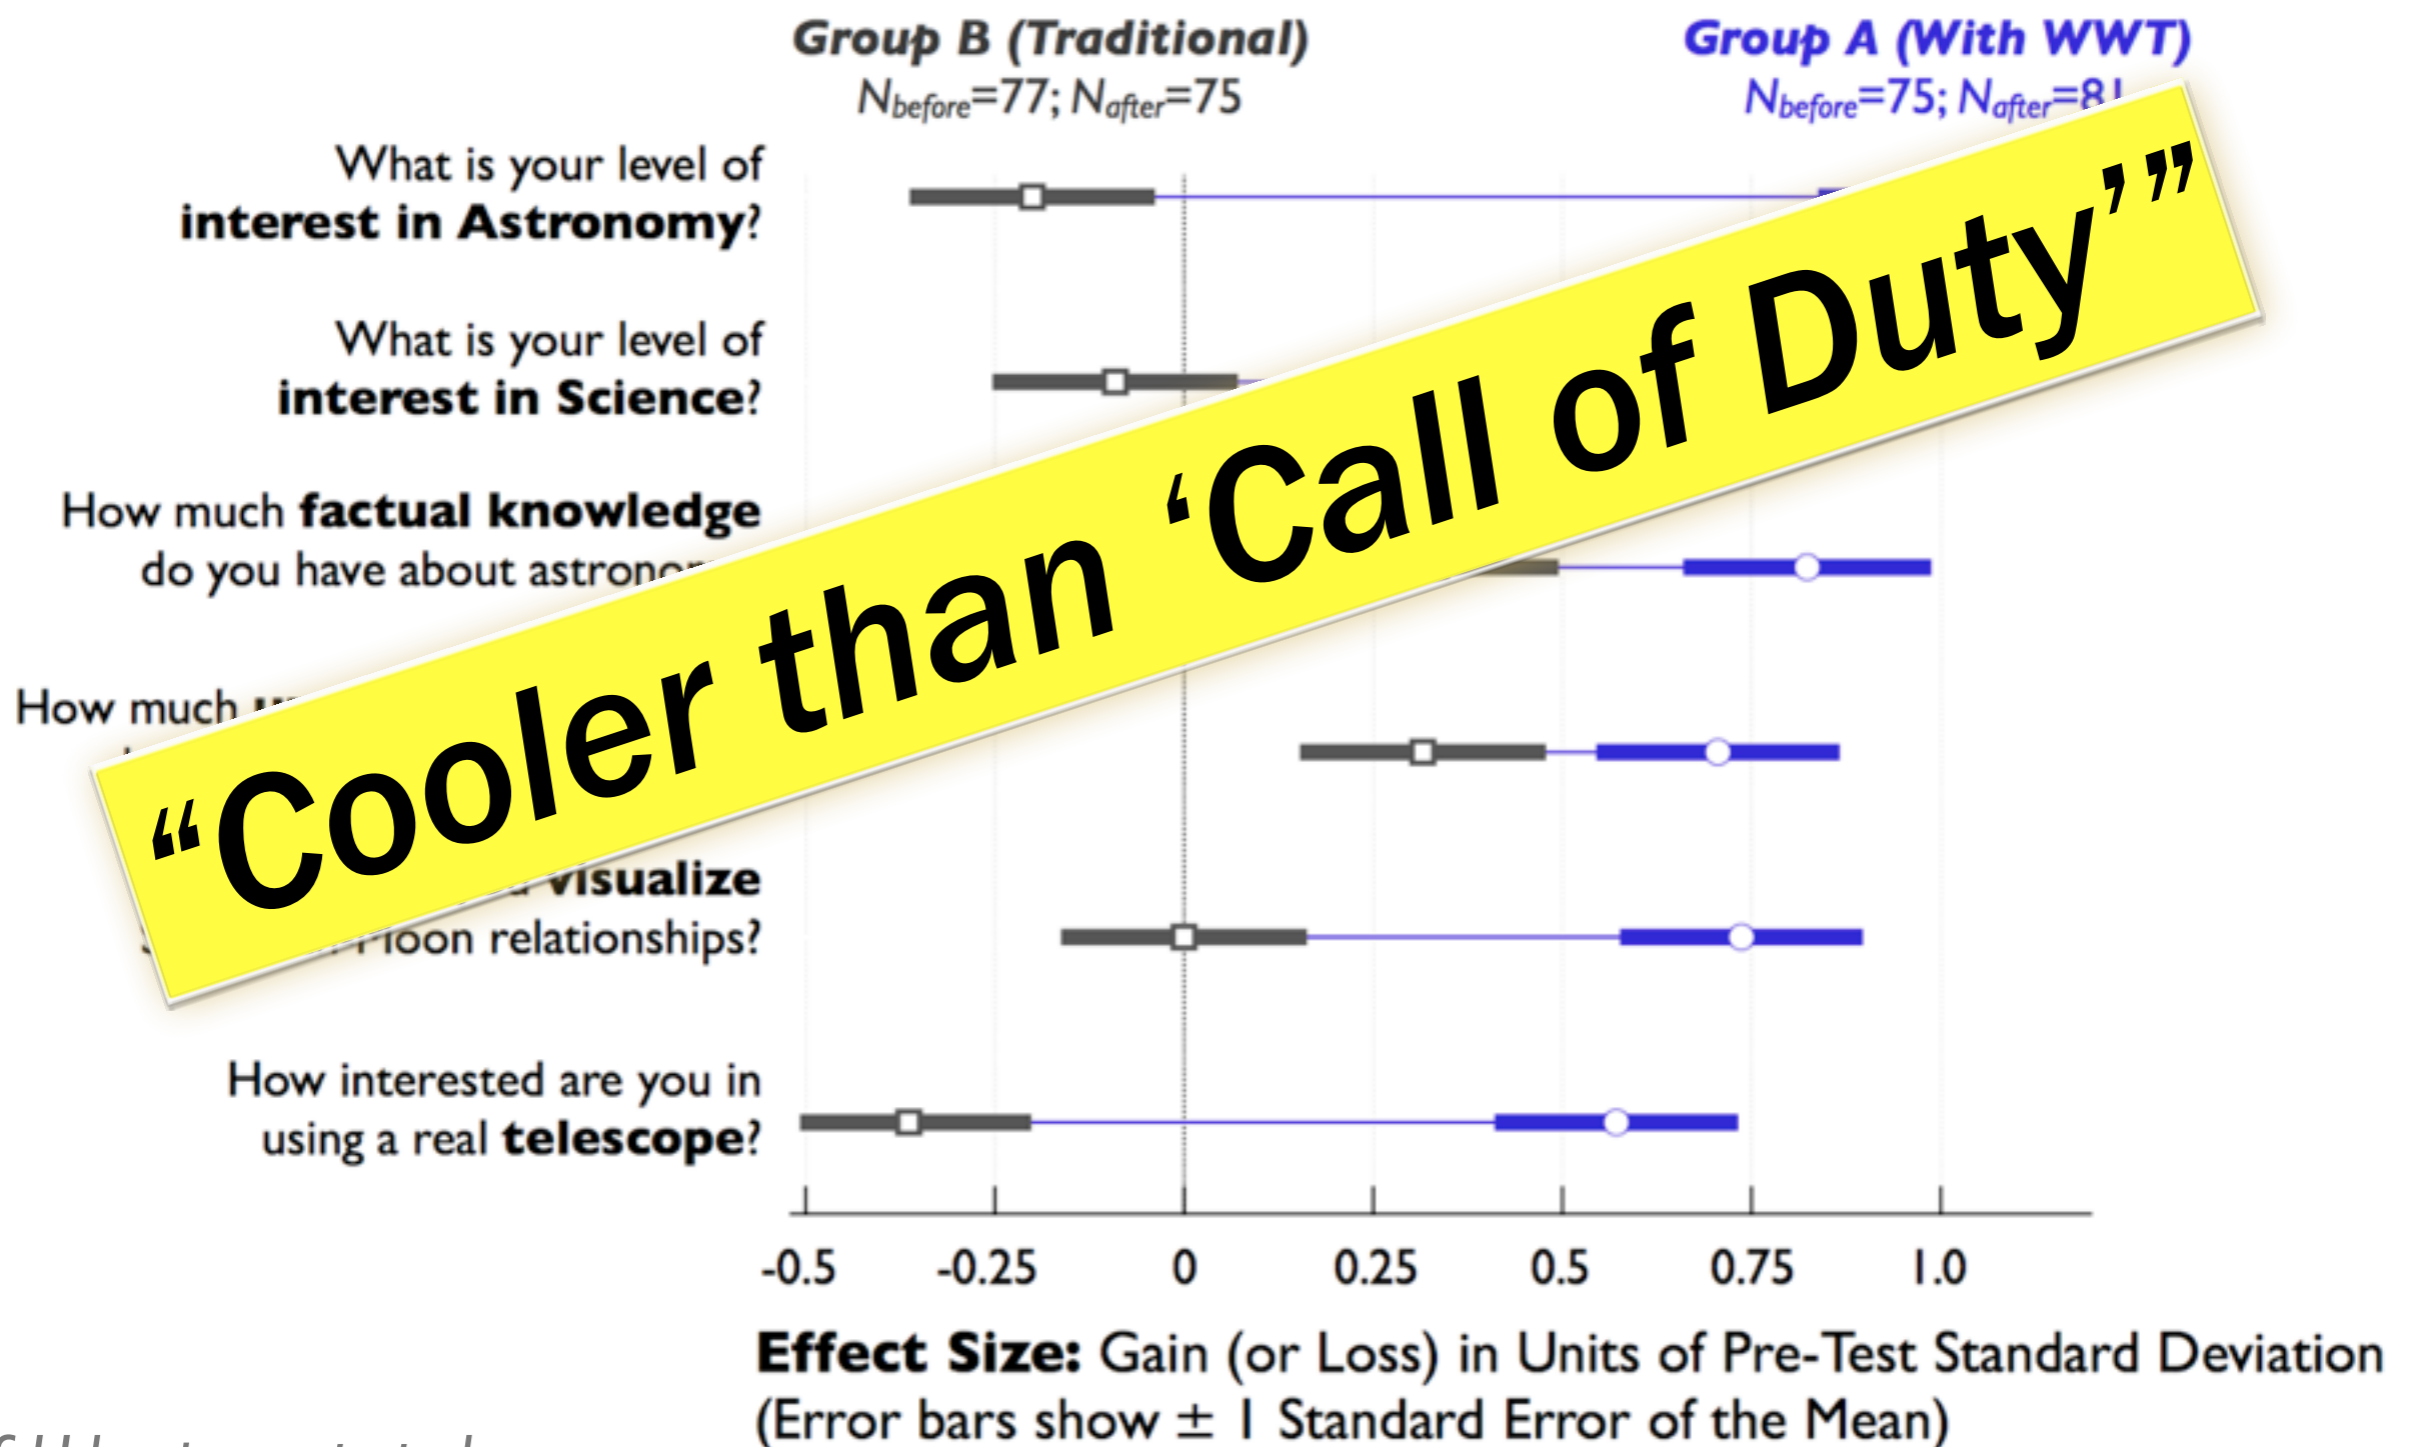 Group B (Traditional)
Group A (With WWT)
Nbefore=77; Nafter=75
Nbefore=75; Nafter=81
What is your level of
interest in Astronomy?
What is your level of
interest in Science?
How much factual knowledge
do you have about
How much
visualize
relationships?
How interested are you in
using a real telescope?
“Cooler than ‘Call of Duty’”
-0.5 -0.25 0 0.25 0.5 0.75 1.0
Effect Size: Gain (or Loss) in Units of Pre-Test Standard Deviation
(Error bars show ± 1 Standard Error of the Mean)